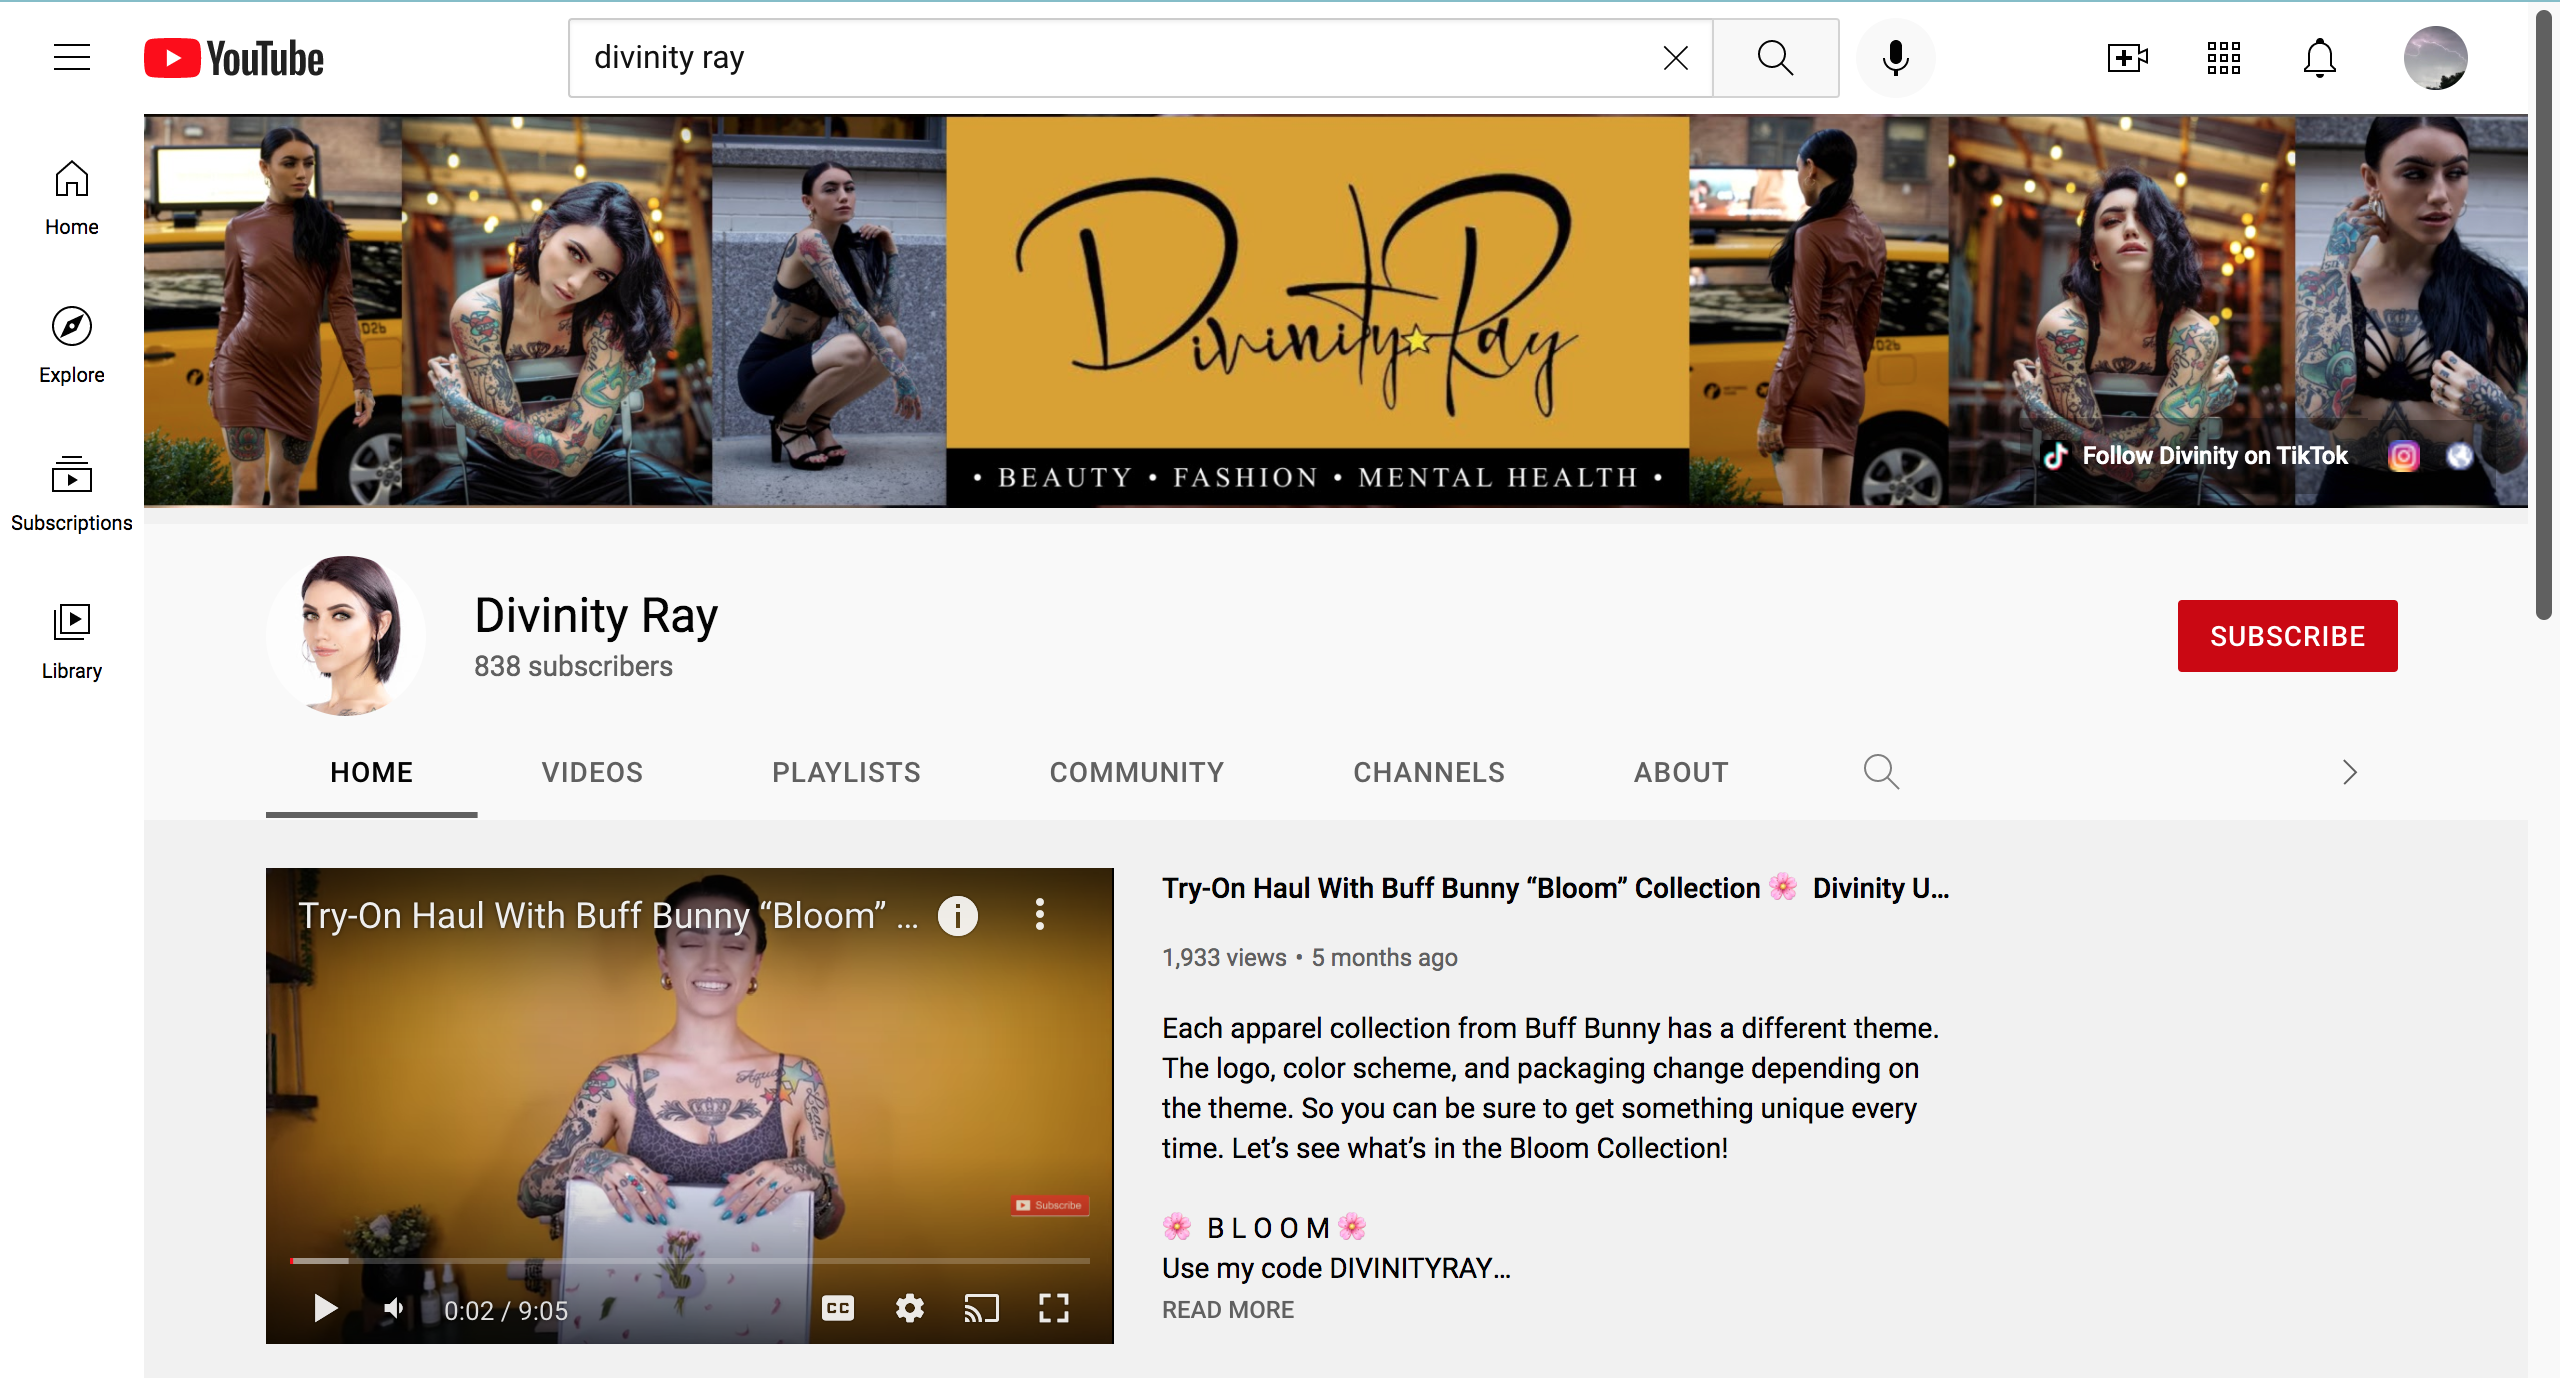 YouTube
divinity ray
Home
Explore
Subscriptions
Library
Divinity Ray
• BEAUTY • FASHION • MENTAL HEALTH •
Follow Divinity on TikTok
Divinity Ray
838 subscribers
SUBSCRIBE
HOME
VIDEOS
PLAYLISTS
COMMUNITY
CHANNELS
ABOUT
Try-On Haul With Buff Bunny “Bloom” ...
Subscribe
0:02 / 9:05
CC
Try-On Haul With Buff Bunny “Bloom” Collection 🌸 Divinity U...
1,933 views • 5 months ago
Each apparel collection from Buff Bunny has a different theme.
The logo, color scheme, and packaging change depending on
the theme. So you can be sure to get something unique every
time. Let’s see what’s in the Bloom Collection!
🌸 B L O O M 🌸
Use my code DIVINITYRAY...
READ MORE